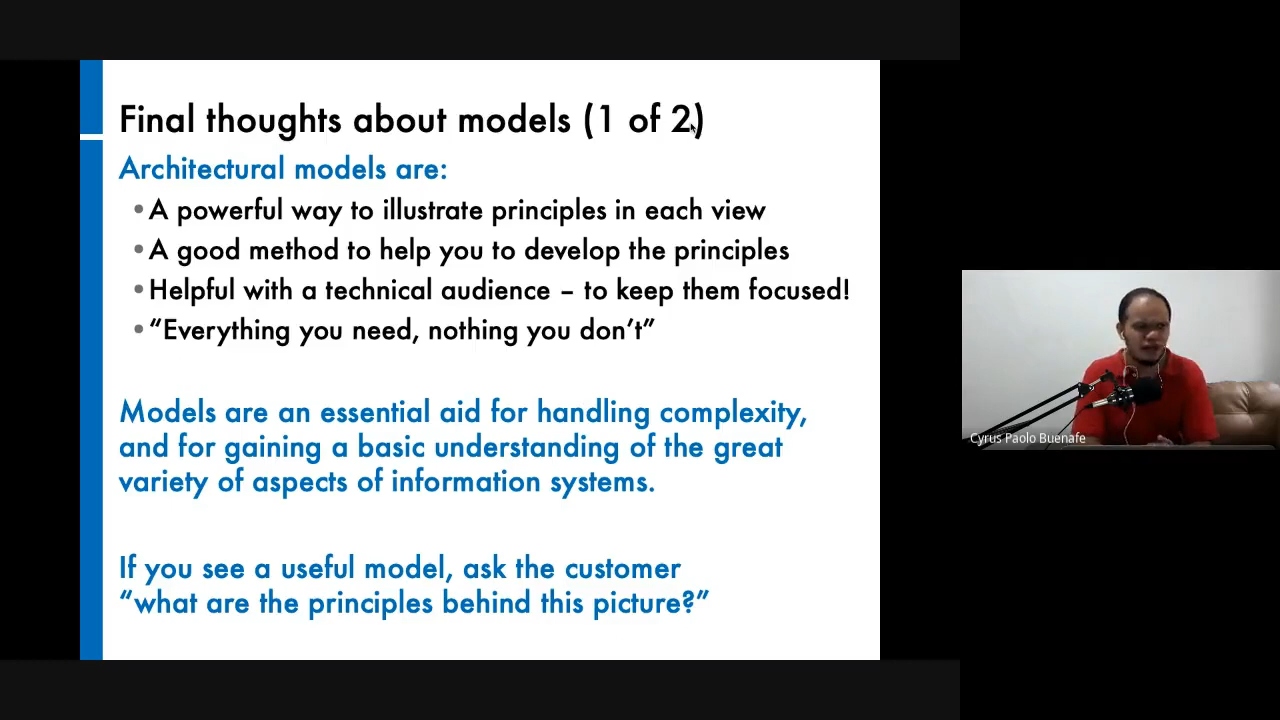 Final thoughts about models (1 of 2)
Architectural models are:
•A powerful way to illustrate principles in each view
•A good method to help you to develop the principles
•Helpful with a technical audience – to keep them focused!
•“Everything you need, nothing you don’t”
Models are an essential aid for handling complexity,
and for gaining a basic understanding of the great
variety of aspects of information systems.
If you see a useful model, ask the customer
“what are the principles behind this picture?”
Cyrus Paolo Buenafe